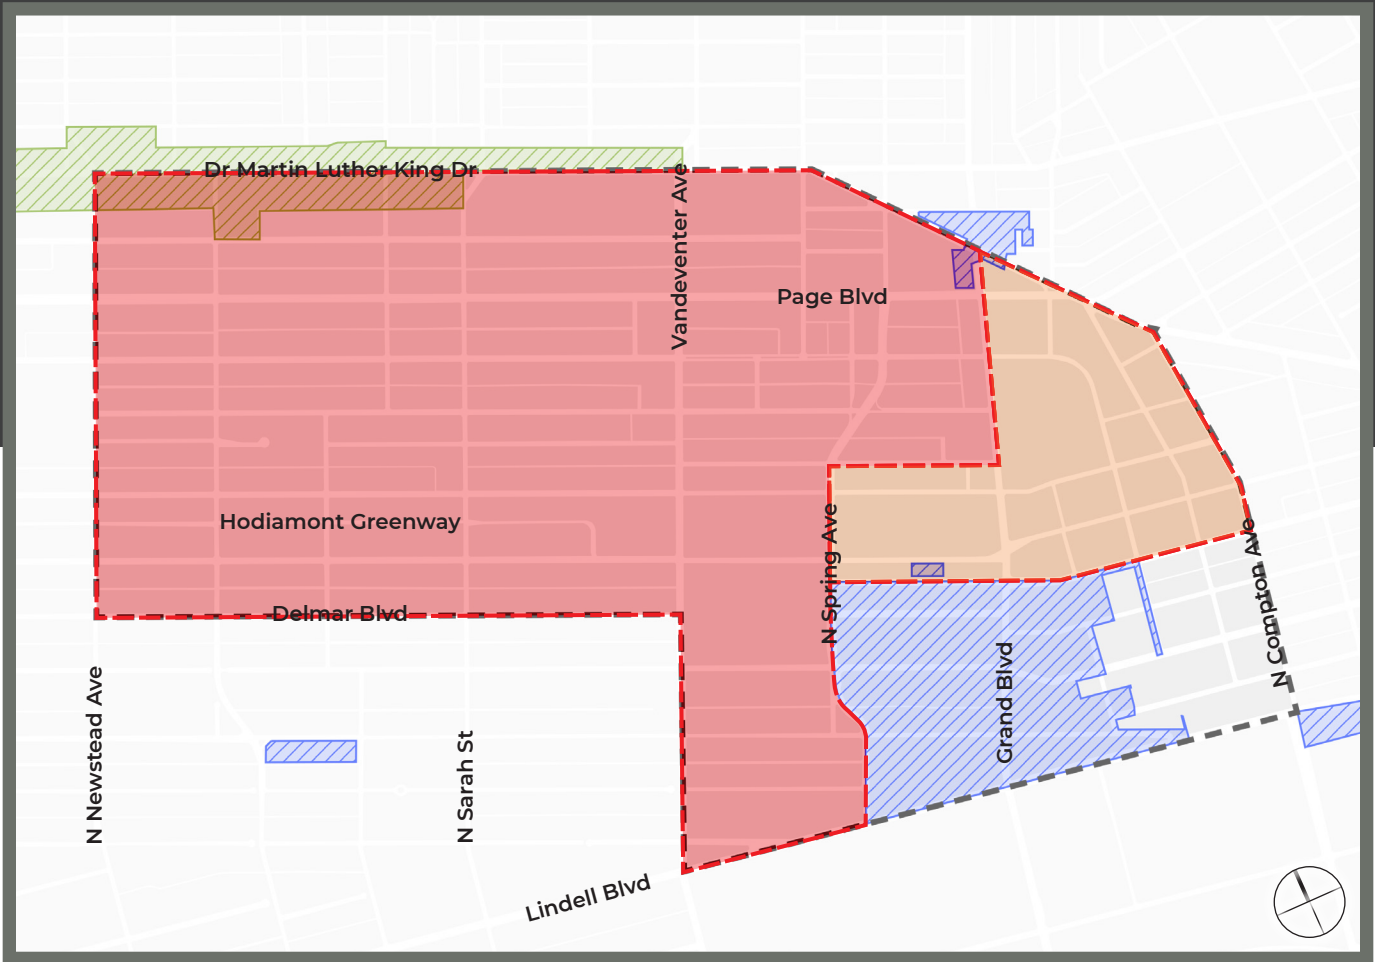 Dr Martin Luther King Dr
Vandeventer Ave
Page Blvd
Hodiamont Greenway
N Spring Ave
Delmar Blvd
N Compton Ave
Grand Blvd
N Newstead Ave
N Sarah St
Lindell Blvd